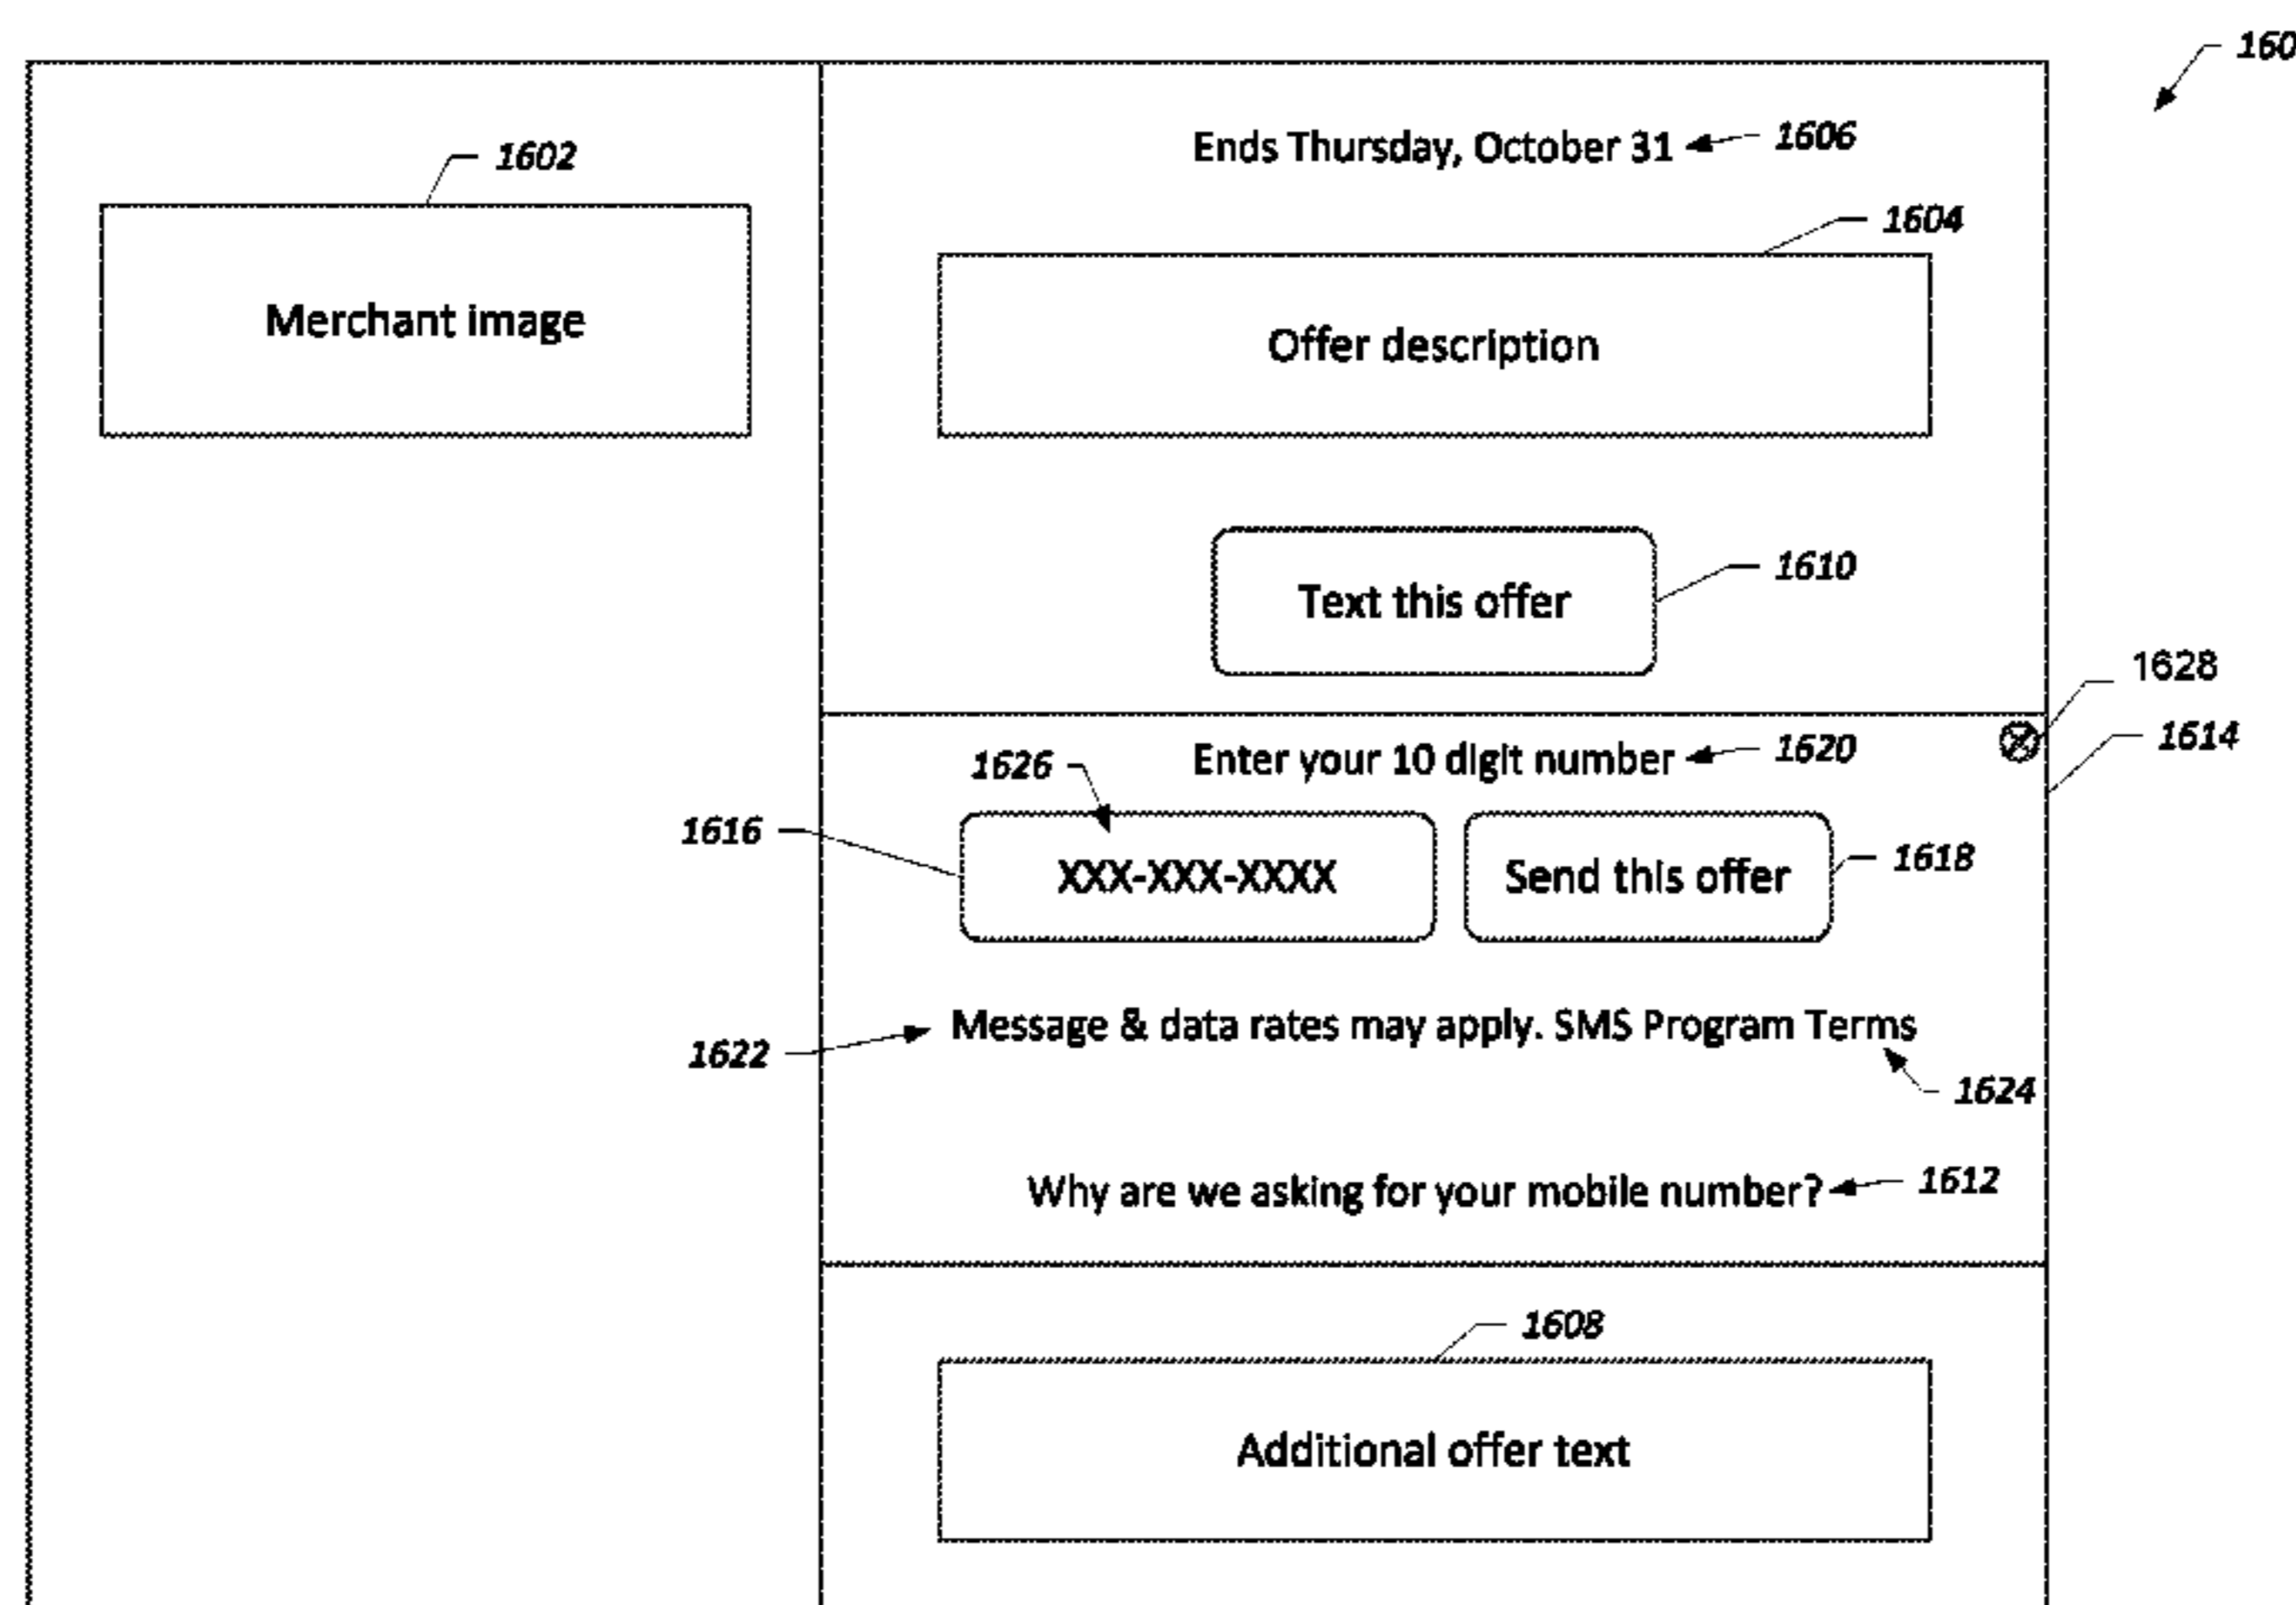 160
1602
Merchant image
Ends Thursday, October 31
1606
1604
Offer description
Text this offer
1610
1628
1614
Enter your 10 digit number
1620
1626
1616
XXX-XXX-XXXX
Send this offer
1618
1622
Message & data rates may apply. SMS Program Terms
1624
Why are we asking for your mobile number?
1612
1608
Additional offer text